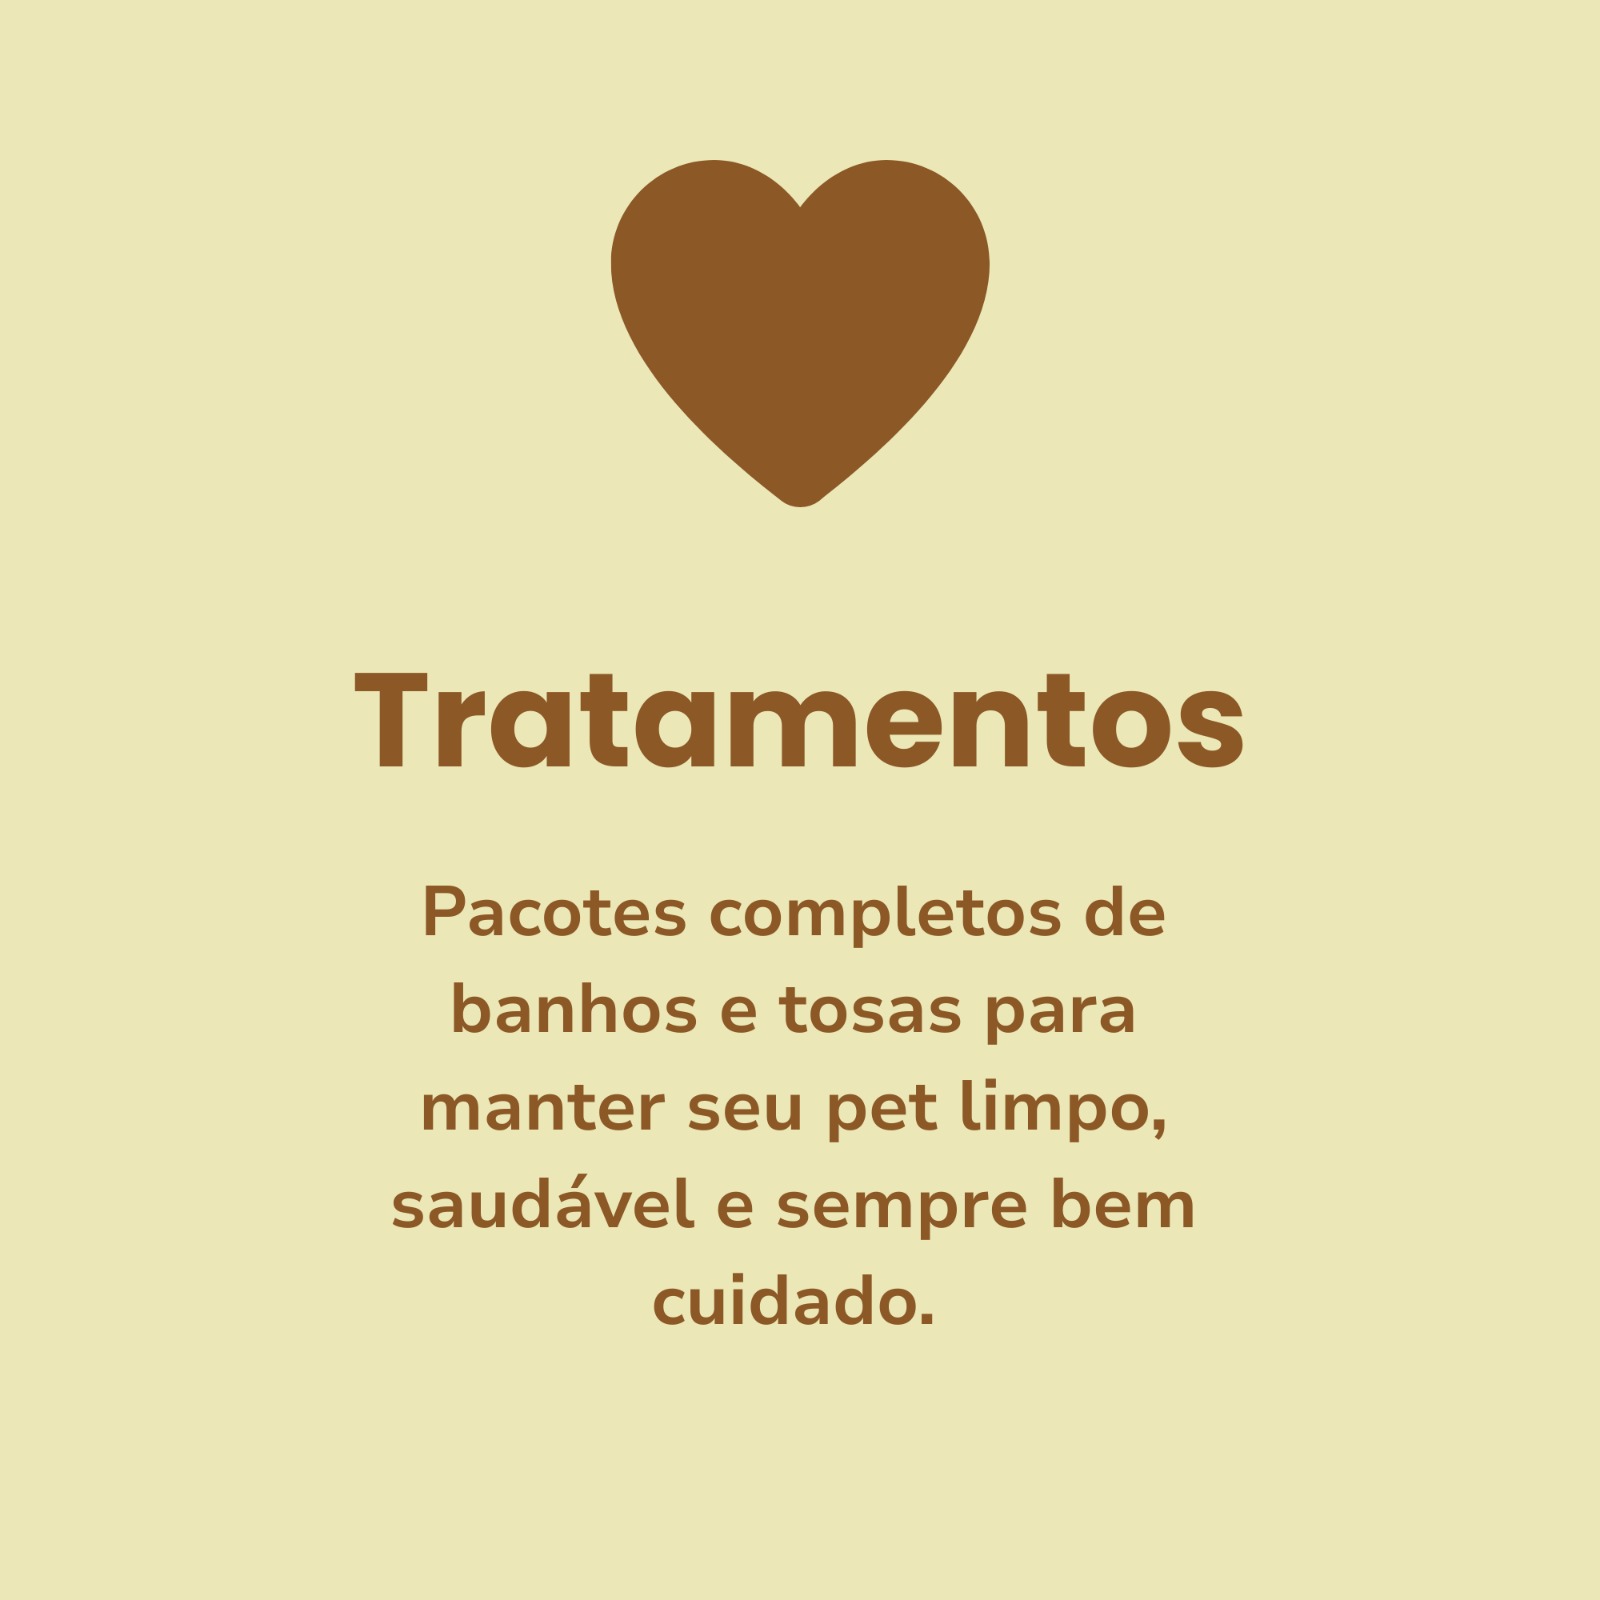 Tratamentos
Pacotes completos de
banhos e tosas para
manter seu pet limpo,
saudável e sempre bem
cuidado.